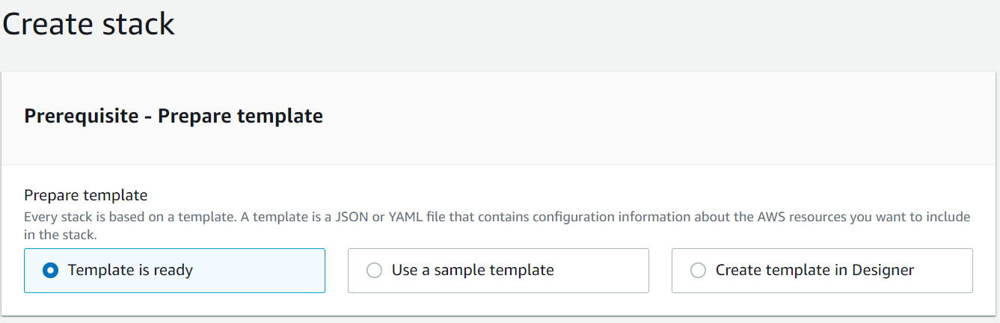 Create stack
Prerequisite - Prepare template
Prepare template
Every stack is based on a template. A template is a JSON or YAML file that contains configuration information about the AWS resources you want to include
in the stack.
Template is ready
Use a sample template
Create template in Designer